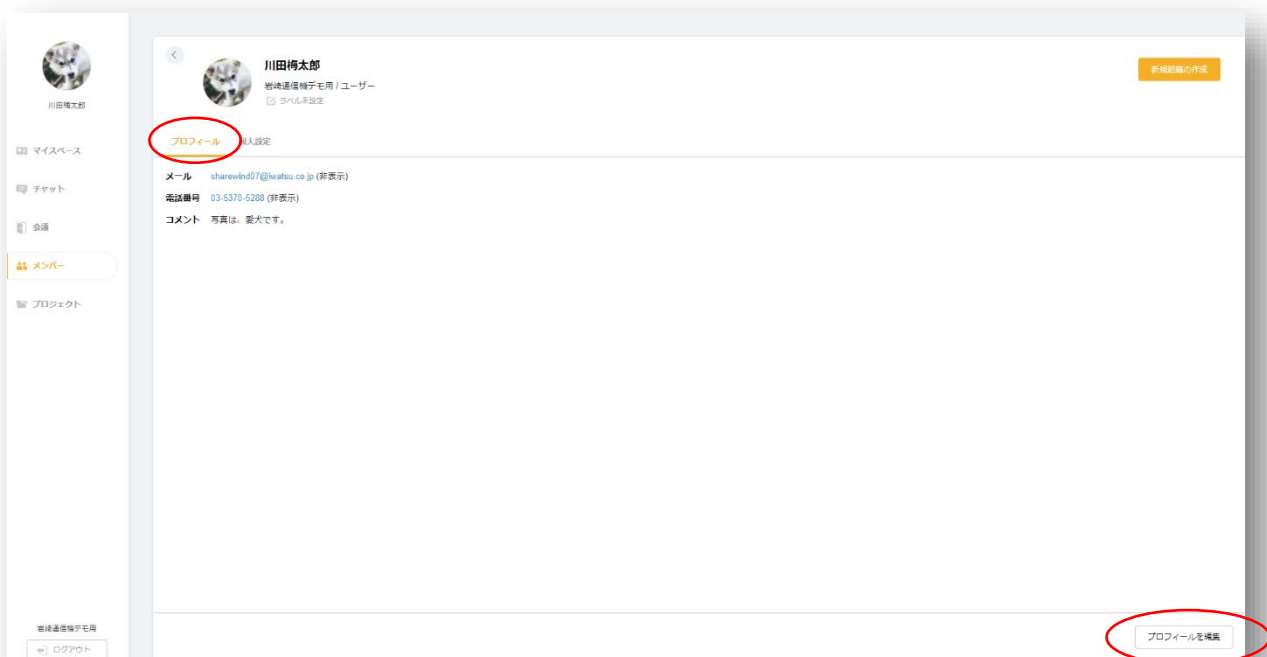 川田梅太郎
マイスペース
チャット
会議
メンバー
プロジェクト
岩崎通信機デモ用
ログアウト
川田梅太郎
岩崎通信機デモ用 / ユーザー
ラベル未設定
新規組織の作成
プロフィール 個人設定
メール sharewind07@iwatsu.co.jp (非表示)
電話番号 03-5370-5288 (非表示)
コメント 写真は、愛犬です。
プロフィールを編集